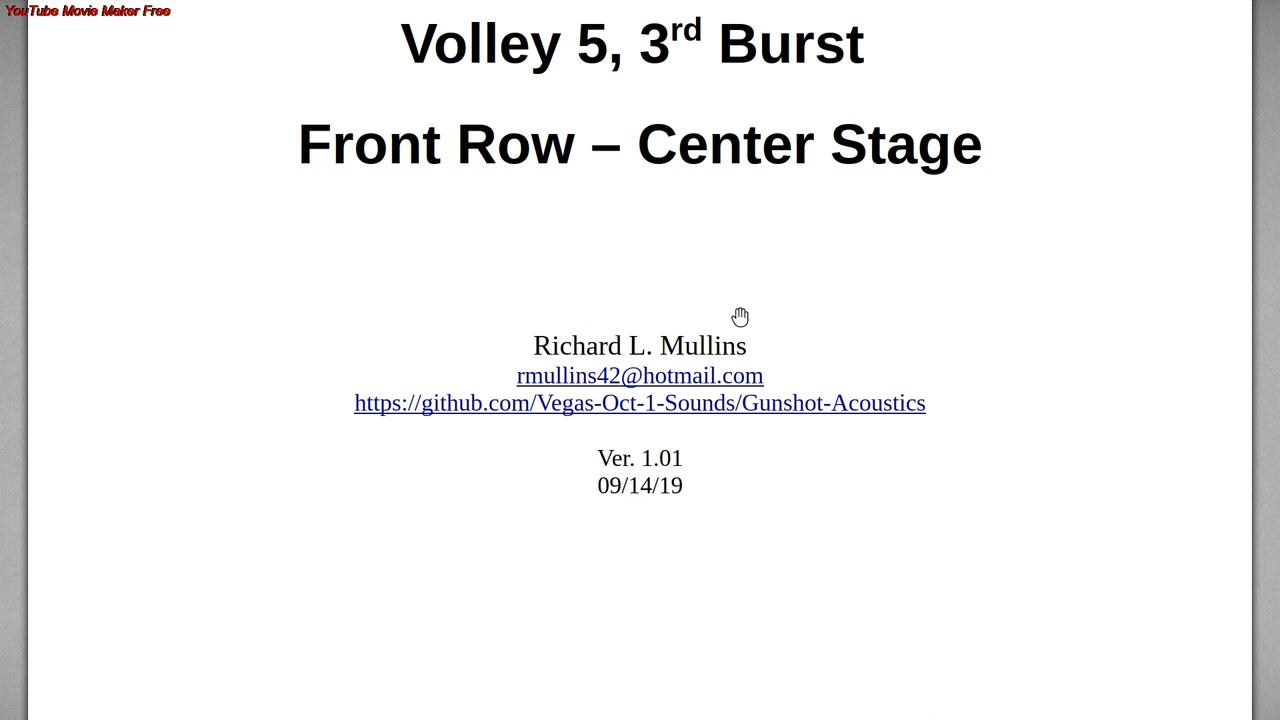 YouTube Movie Maker Free
Volley 5, 3rd Burst
Front Row – Center Stage
Richard L. Mullins
rmullins42@hotmail.com
https://github.com/Vegas-Oct-1-Sounds/Gunshot-Acoustics
Ver. 1.01
09/14/19